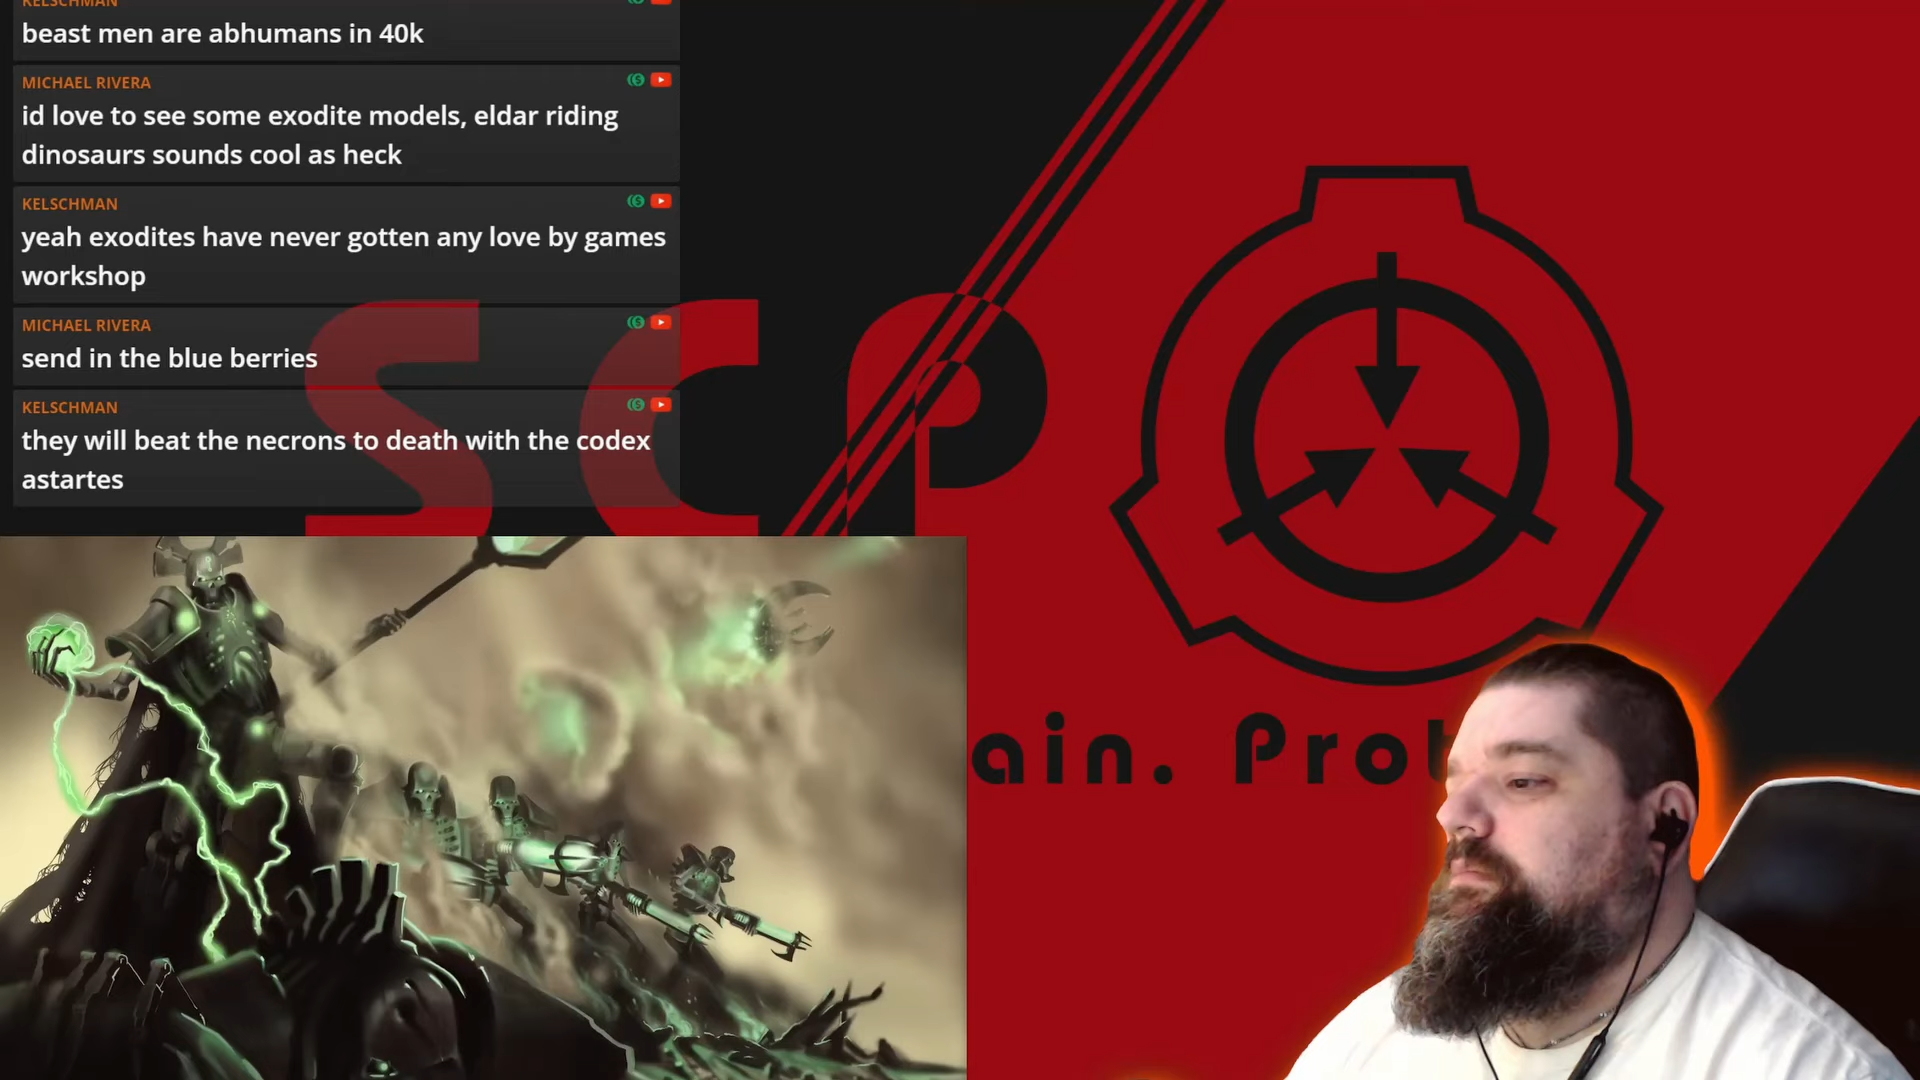 KELSCHMAN
beast men are abhumans in 40k
MICHAEL RIVERA
id love to see some exodite models, eldar riding
dinosaurs sounds cool as heck
KELSCHMAN
yeah exodites have never gotten any love by games
workshop
MICHAEL RIVERA
send in the blue berries
KELSCHMAN
they will beat the necrons to death with the codex
astartes
SCP
ain. Prot